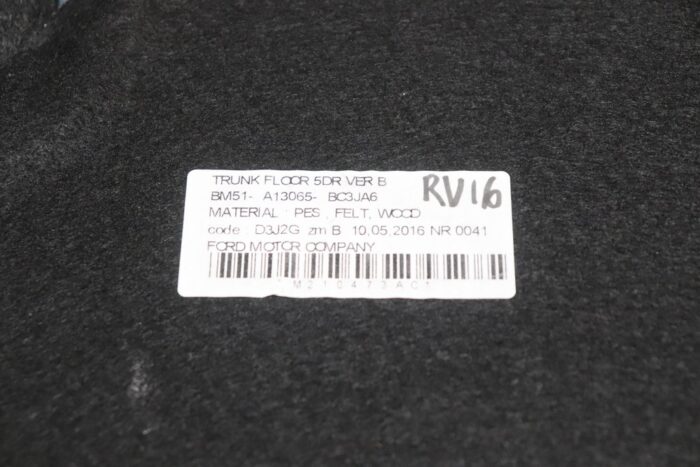 TRUNK FLOOR 5DR VER B
RV16
BM51- A13065- BC3JA6
MATERIAL : PES , FELT, WOOD
code : D3J2G zm B 10.05.2016 NR 0041
FORD MOTOR COMPANY
M210473AC1